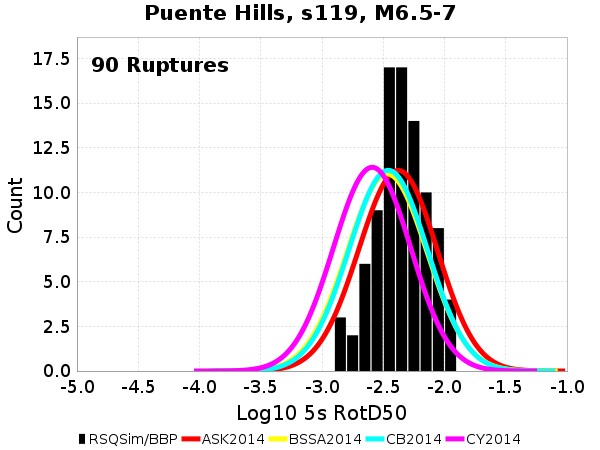 Puente Hills, s119, M6.5-7
90 Ruptures
Count
17.5
15.0
12.5
10.0
7.5
5.0
2.5
0.0
-5.0 -4.5 -4.0 -3.5 -3.0 -2.5 -2.0 -1.5 -1.0
Log10 5s RotD50
RSQSim/BBP ASK2014 BSSA2014 CB2014 CY2014